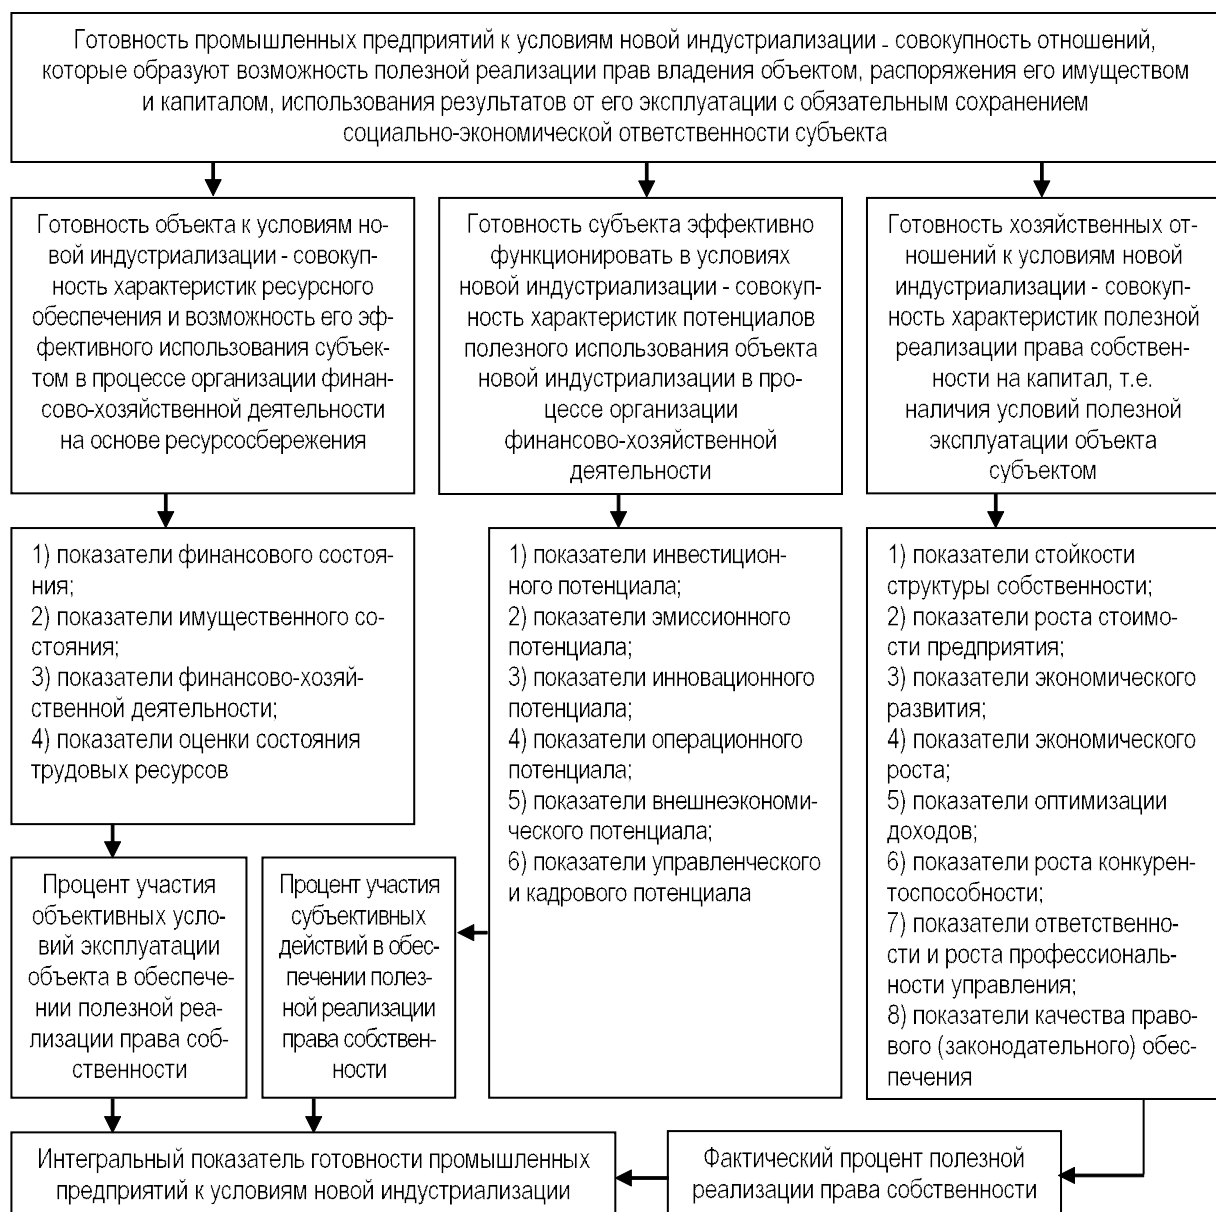 Готовность промышленных предприятий к условиям новой индустриализации - совокупность отношений,
которые образуют возможность полезной реализации прав владения объектом, распоряжения его имуществом
и капиталом, использования результатов от его эксплуатации с обязательным сохранением
социально-экономической ответственности субъекта
Готовность объекта к условиям но-
вой индустриализации - совокуп-
ность характеристик ресурсного
обеспечения и возможность его эф-
фективного использования субъек-
том в процессе организации финан-
сово-хозяйственной деятельности
на основе ресурсосбережения
Готовность субъекта эффективно
функционировать в условиях
новой индустриализации - совокуп-
ность характеристик потенциалов
полезного использования объекта
новой индустриализации в про-
цессе организации
финансово-хозяйственной
деятельности
Готовность хозяйственных от-
ношений к условиям новой
индустриализации - совокуп-
ность характеристик полезной
реализации права собствен-
ности на капитал, т.е.
наличия условий полезной
эксплуатации объекта
субъектом
1) показатели финансового состоя-
ния;
2) показатели имущественного со-
стояния;
3) показатели финансово-хозяй-
ственной деятельности;
4) показатели оценки состояния
трудовых ресурсов
1) показатели инвестицион-
ного потенциала;
2) показатели эмиссионного
потенциала;
3) показатели инновационного
потенциала;
4) показатели операционного
потенциала;
5) показатели внешнеэкономи-
ческого потенциала;
6) показатели управленческого
и кадрового потенциала
1) показатели стойкости
структуры собственности;
2) показатели роста стоимо-
сти предприятия;
3) показатели экономического
развития;
4) показатели экономического
роста;
5) показатели оптимизации
доходов;
6) показатели роста конкурен-
тоспособности;
7) показатели ответственно-
сти и роста профессиональ-
ности управления;
8) показатели качества право-
вого (законодательного) обес-
печения
Процент участия
объективных усло-
вий эксплуатации
объекта в обеспече-
нии полезной реа-
лизации права соб-
ственности
Процент участия
субъективных
действий в обес-
печении полез-
ной реализации
права собствен-
ности
Интегральный показатель готовности промышленных
предприятий к условиям новой индустриализации
Фактический процент полезной
реализации права собственности